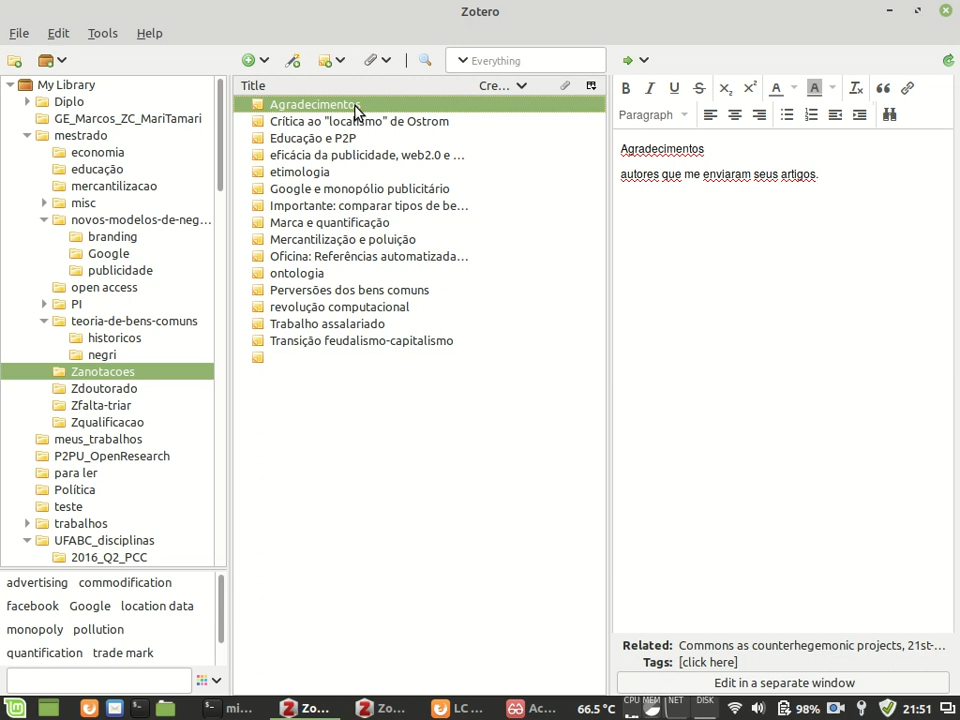 Zotero
File Edit Tools Help
Everything
My Library
Diplo
GE_Marcos_ZC_MariTamari
mestrado
economia
educação
mercantilizacao
misc
novos-modelos-de-neg...
branding
Google
publicidade
open access
PI
teoria-de-bens-comuns
historicos
negri
Zanotacoes
Zdoutorado
Zfalta-triar
Zqualificacao
meus_trabalhos
P2PU_OpenResearch
para ler
Política
teste
trabalhos
UFABC_disciplinas
2016_Q2_PCC
advertising commodification
facebook Google location data
monopoly pollution
quantification trade mark
Title Cre...
Agradecimentos
Crítica ao "localismo" de Ostrom
Educação e P2P
eficácia da publicidade, web2.0 e ...
etimologia
Google e monopólio publicitário
Importante: comparar tipos de be...
Marca e quantificação
Mercantilização e poluição
Oficina: Referências automatizada...
ontologia
Perversões dos bens comuns
revolução computacional
Trabalho assalariado
Transição feudalismo-capitalismo
Paragraph
Agradecimentos
autores que me enviaram seus artigos.
Related: Commons as counterhegemonic projects, 21st-...
Tags: [click here]
Edit in a separate window
mi... Zo... Zo... LC ... Ac... 66.5 °C CPU MEM NET DISK 98% 21:51